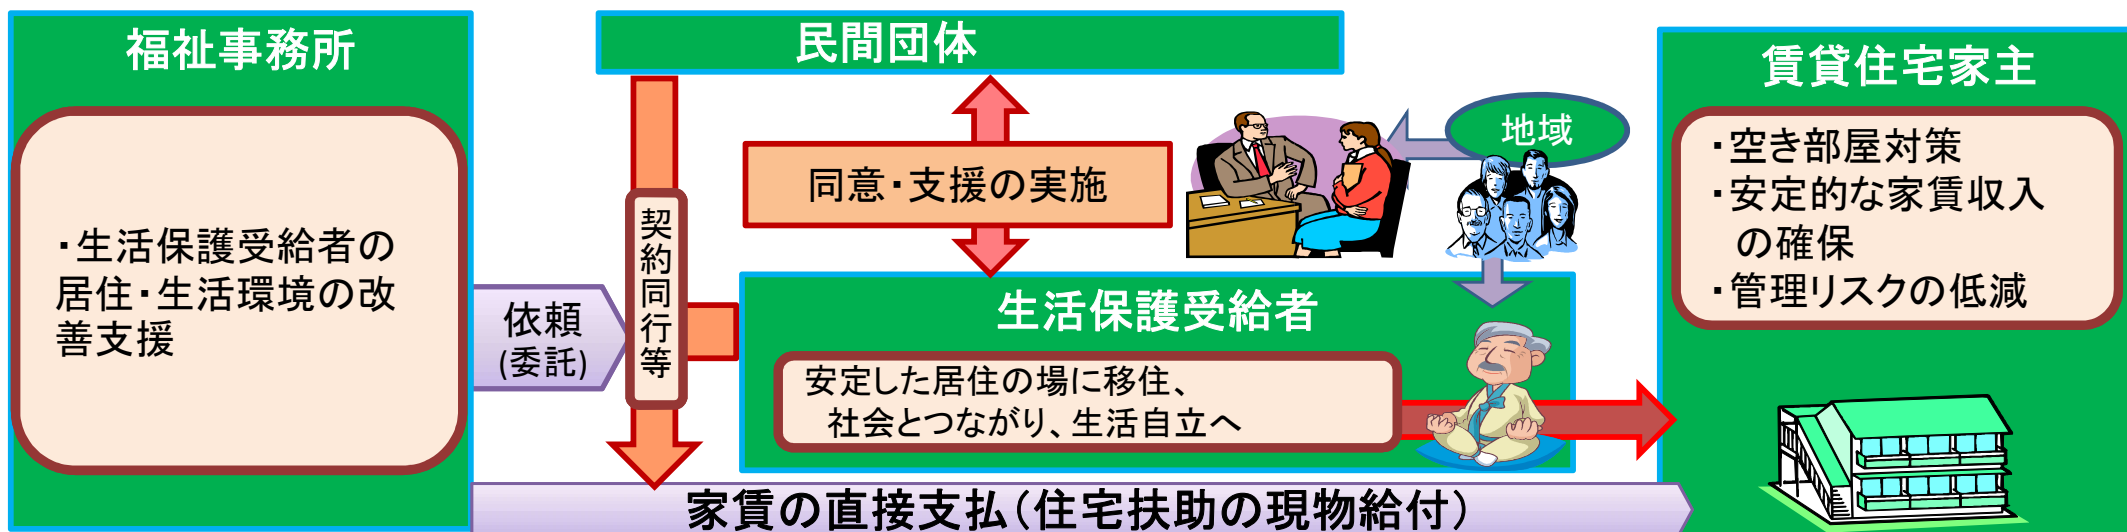 福祉事務所
・生活保護受給者の
居住・生活環境の改
善支援
民間団体
同意・支援の実施
地域
契約同行等
依頼
(委託)
生活保護受給者
安定した居住の場に移住、
社会とつながり、生活自立へ
賃貸住宅家主
・空き部屋対策
・安定的な家賃収入
の確保
・管理リスクの低減
家賃の直接支払(住宅扶助の現物給付)